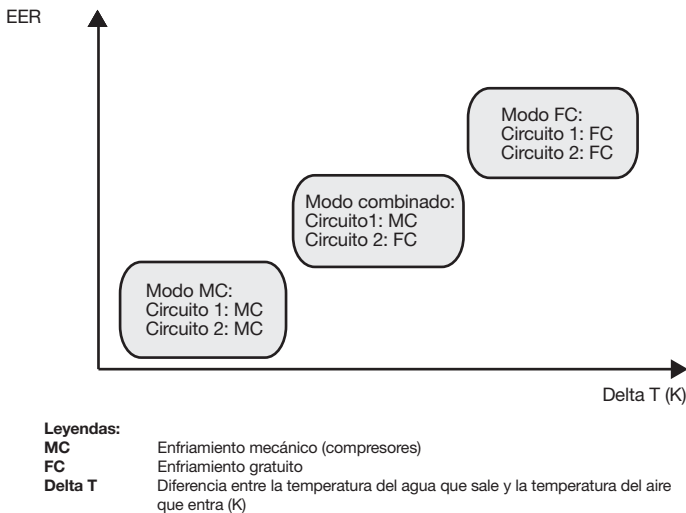 EER
Modo FC:
Circuito 1: FC
Circuito 2: FC
Modo combinado:
Circuito1: MC
Circuito 2: FC
Modo MC:
Circuito 1: MC
Circuito 2: MC
Delta T (K)
Leyendas:
MC Enfriamiento mecánico (compresores)
FC Enfriamiento gratuito
Delta T Diferencia entre la temperatura del agua que sale y la temperatura del aire
que entra (K)